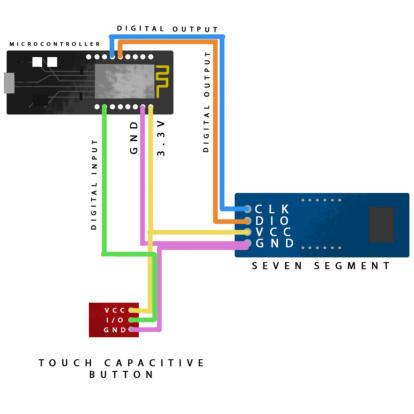 DIGITAL OUTPUT
MICROCONTROLLER
DIGITAL OUTPUT
GND
3.3V
DIGITAL INPUT
CLK
DIO
VCC
GND
SEVEN SEGMENT
VCC
I/O
GND
TOUCH CAPACITIVE
BUTTON